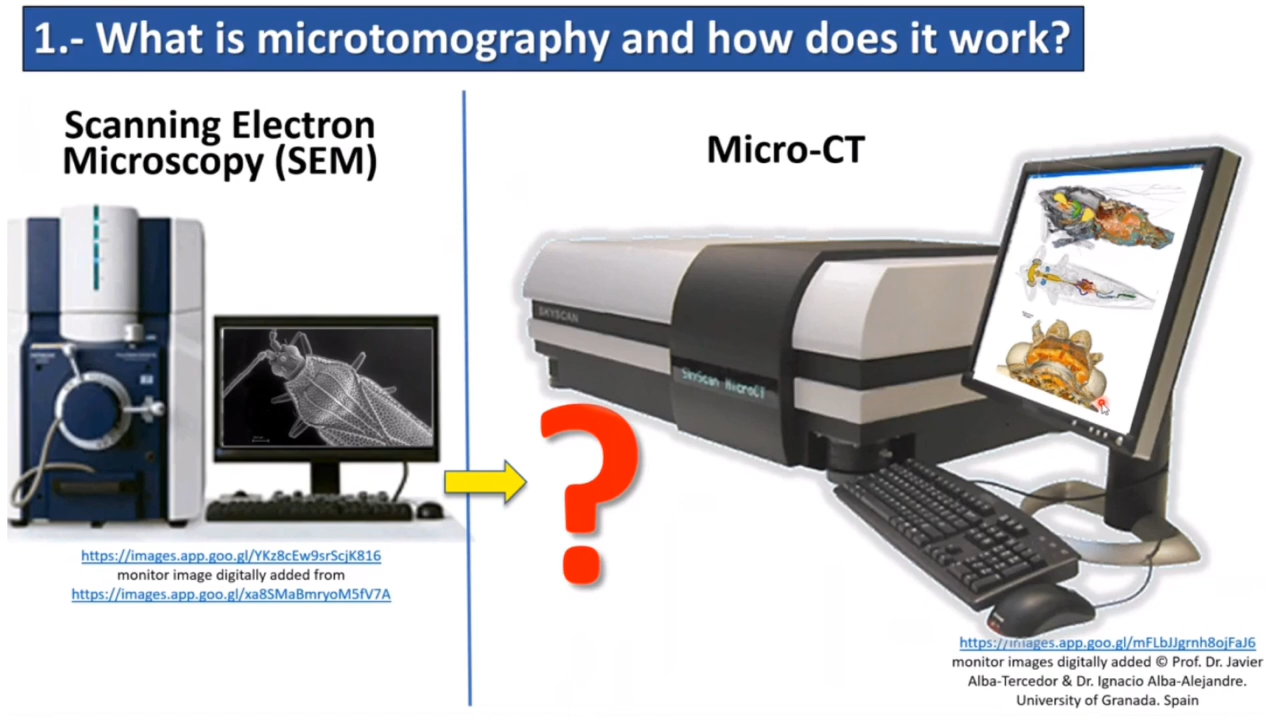 1.- What is microtomography and how does it work?
Scanning Electron
Microscopy (SEM)
Micro-CT
SKYSCAN
SkyScan MicroCT
?
https://images.app.goo.gl/YKz8cEw9srScjK816
monitor image digitally added from
https://images.app.goo.gl/xa8SMaBmryoM5fV7A
https://images.app.goo.gl/mFLbJJgrnh8ojFaJ6
monitor images digitally added © Prof. Dr. Javier
Alba-Tercedor & Dr. Ignacio Alba-Alejandre.
University of Granada. Spain